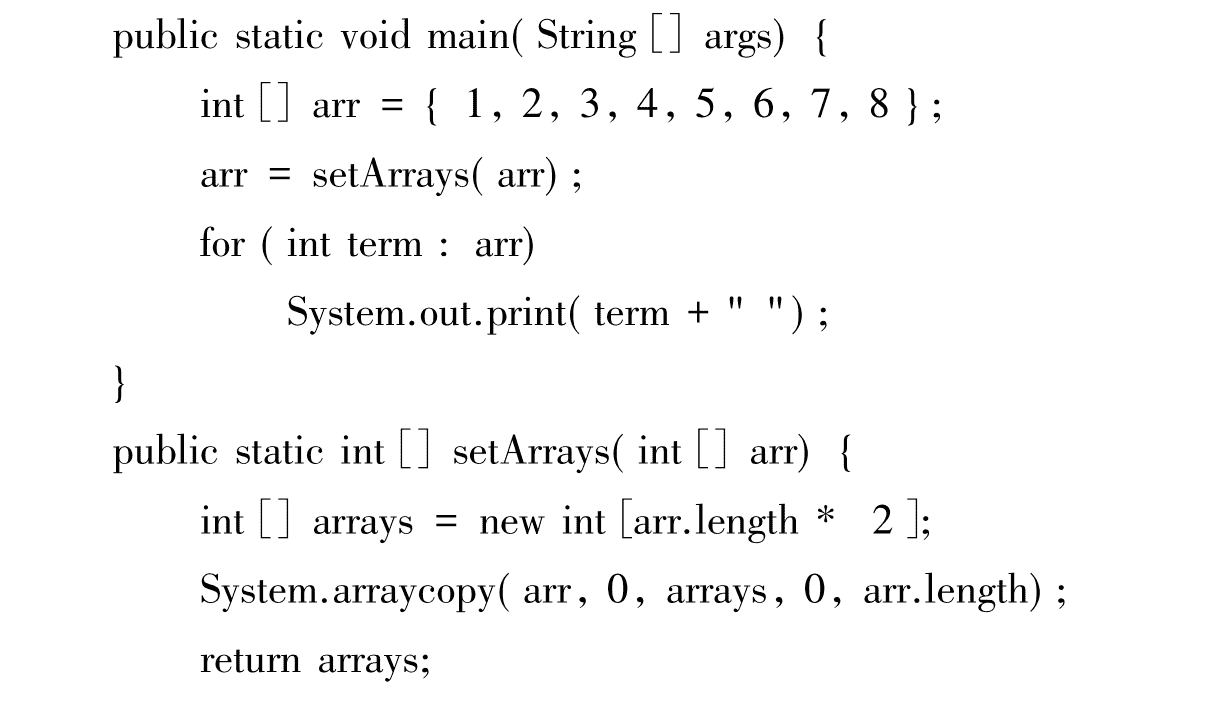 public static void main(String[] args) {
int[] arr = { 1, 2, 3, 4, 5, 6, 7, 8 };
arr = setArrays(arr);
for (int term : arr)
System.out.print(term + " ");
}
public static int[] setArrays(int[] arr) {
int[] arrays = new int[arr.length * 2];
System.arraycopy(arr, 0, arrays, 0, arr.length);
return arrays;